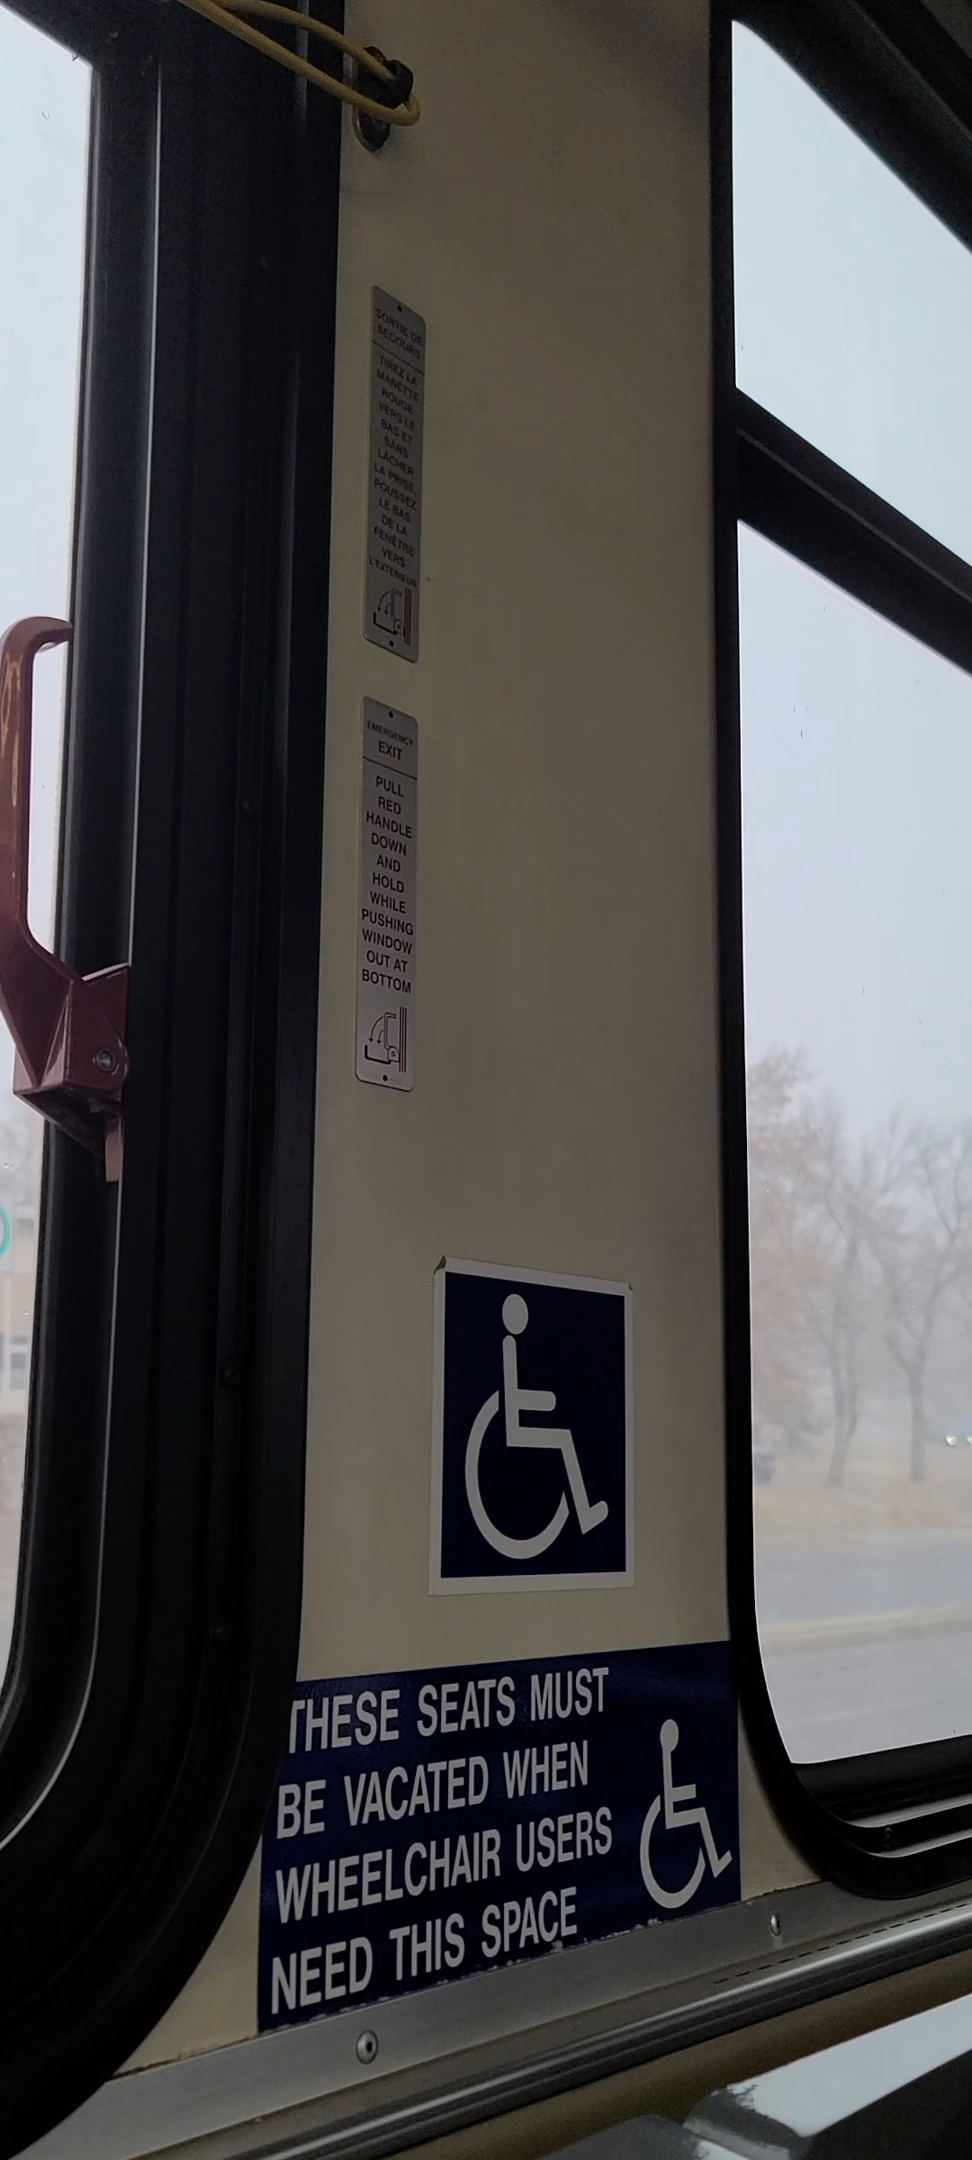 SORTIE DE
SECOURS
TIREZ LA
MANETTE
ROUGE
VERS LE
BAS ET
SANS
LÂCHER
LA PRISE,
POUSSEZ
LE BAS
DE LA
FENÊTRE
VERS
L'EXTÉRIEUR
EMERGENCY
EXIT
PULL
RED
HANDLE
DOWN
AND
HOLD
WHILE
PUSHING
WINDOW
OUT AT
BOTTOM
THESE SEATS MUST
BE VACATED WHEN
WHEELCHAIR USERS
NEED THIS SPACE